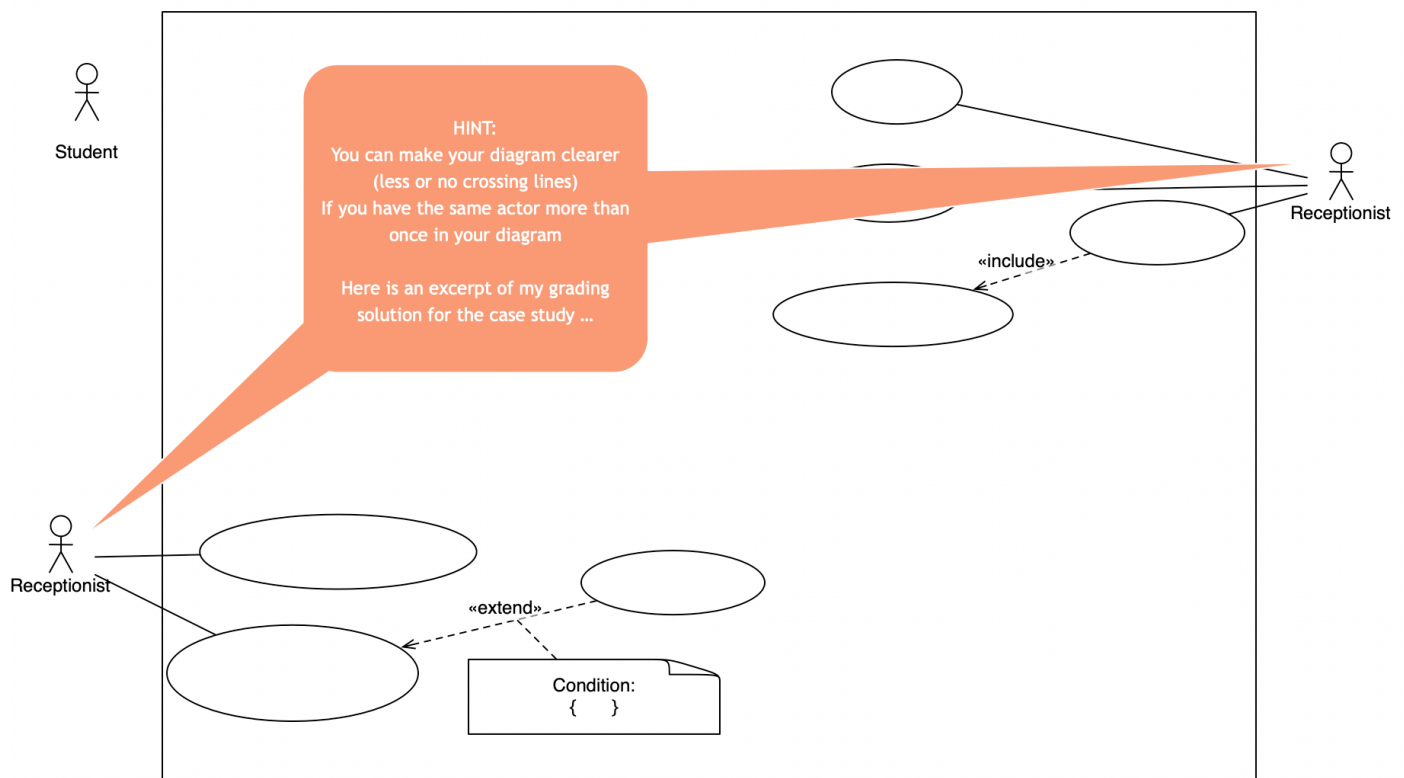 Student
HINT:
You can make your diagram clearer
(less or no crossing lines)
If you have the same actor more than
once in your diagram
Here is an excerpt of my grading
solution for the case study ...
Receptionist
«include»
Receptionist
«extend»
Condition:
{ }